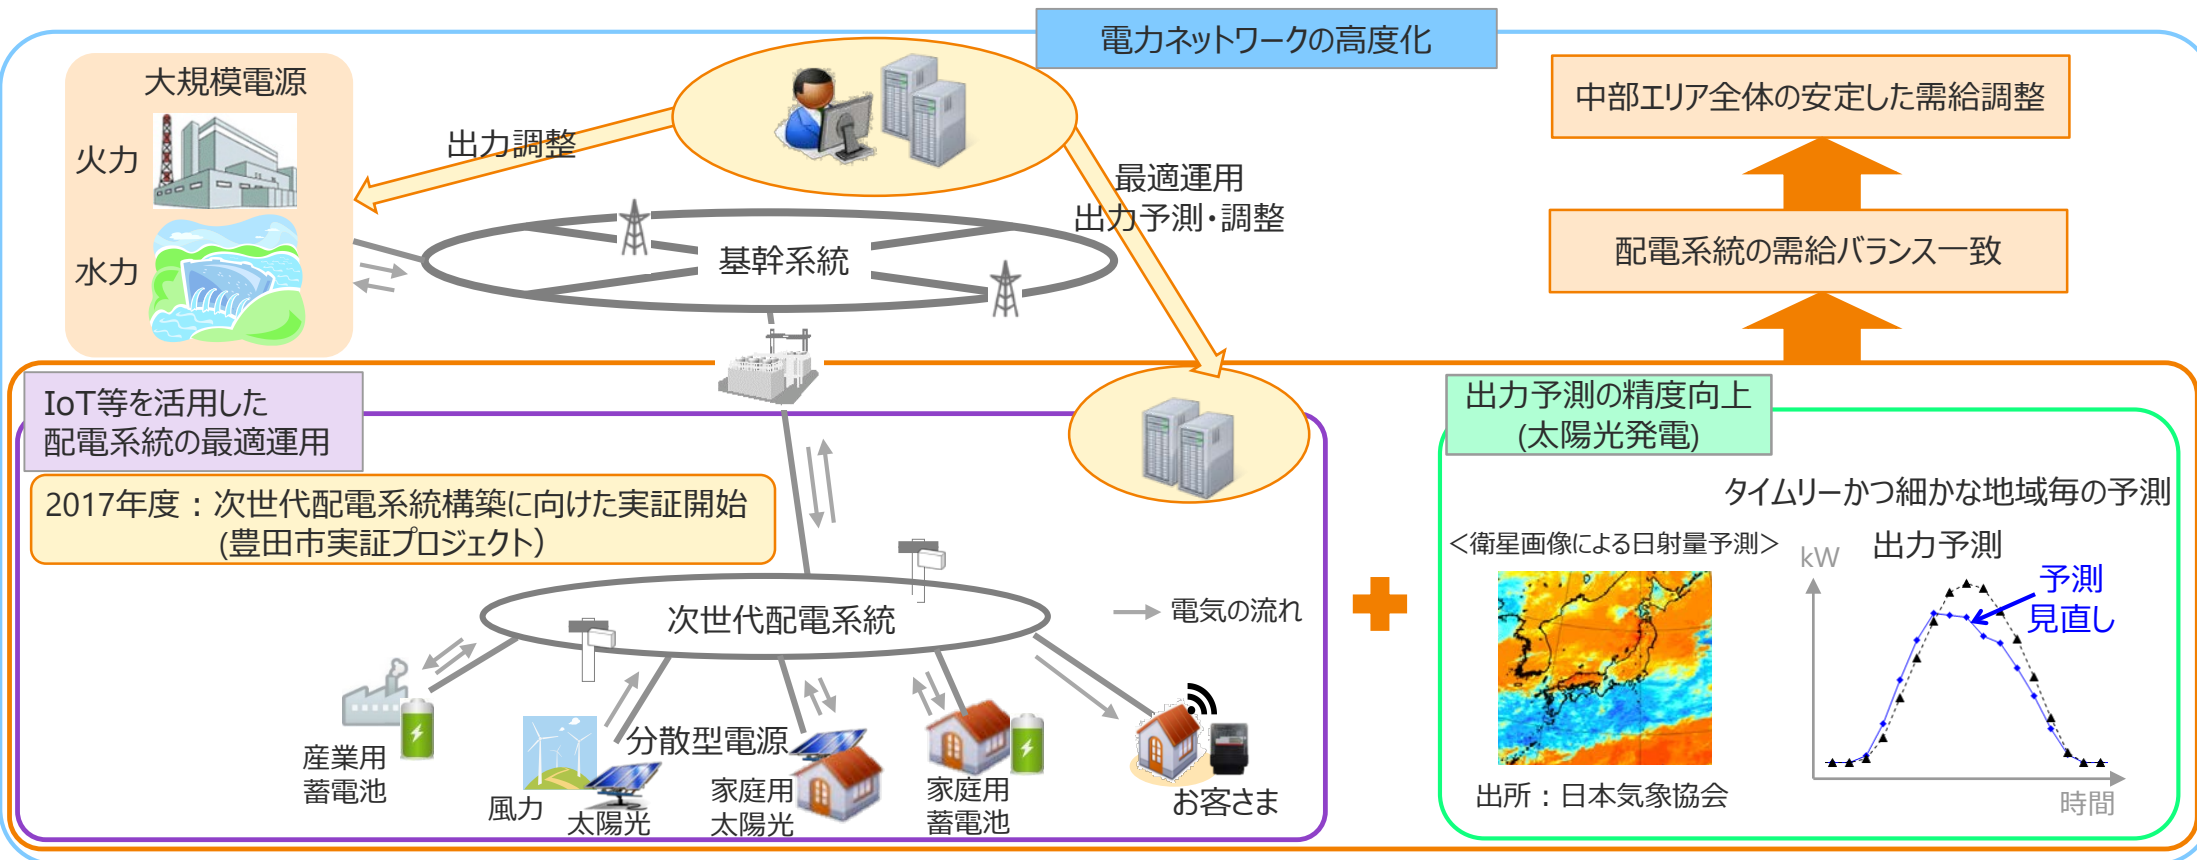 電力ネットワークの高度化
大規模電源
火力
水力
出力調整
最適運用
出力予測・調整
基幹系統
中部エリア全体の安定した需給調整
配電系統の需給バランス一致
IoT等を活用した
配電系統の最適運用
2017年度：次世代配電系統構築に向けた実証開始
(豊田市実証プロジェクト)
次世代配電系統
電気の流れ
産業用
蓄電池
風力
太陽光
分散型電源
家庭用
太陽光
家庭用
蓄電池
お客さま
出力予測の精度向上
(太陽光発電)
タイムリーかつ細かな地域毎の予測
＜衛星画像による日射量予測＞
出所：日本気象協会
出力予測
kW
予測
見直し
時間